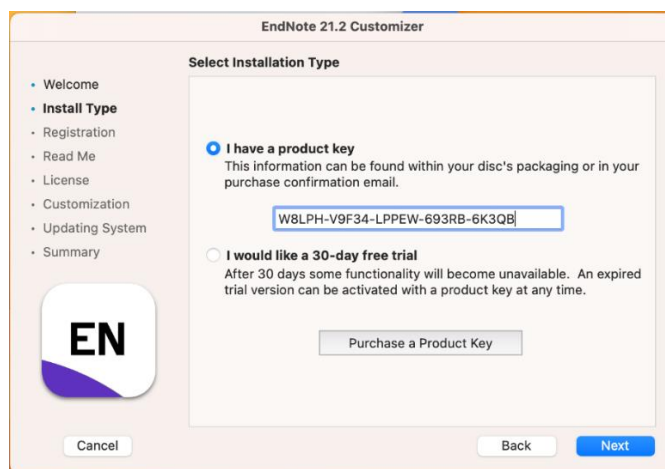 EndNote 21.2 Customizer
Select Installation Type
Welcome
Install Type
Registration
Read Me
License
Customization
Updating System
Summary
I have a product key
This information can be found within your disc's packaging or in your
purchase confirmation email.
W8LPH-V9F34-LPPEW-693RB-6K3QB
I would like a 30-day free trial
After 30 days some functionality will become unavailable. An expired
trial version can be activated with a product key at any time.
Purchase a Product Key
EN
Cancel
Back
Next